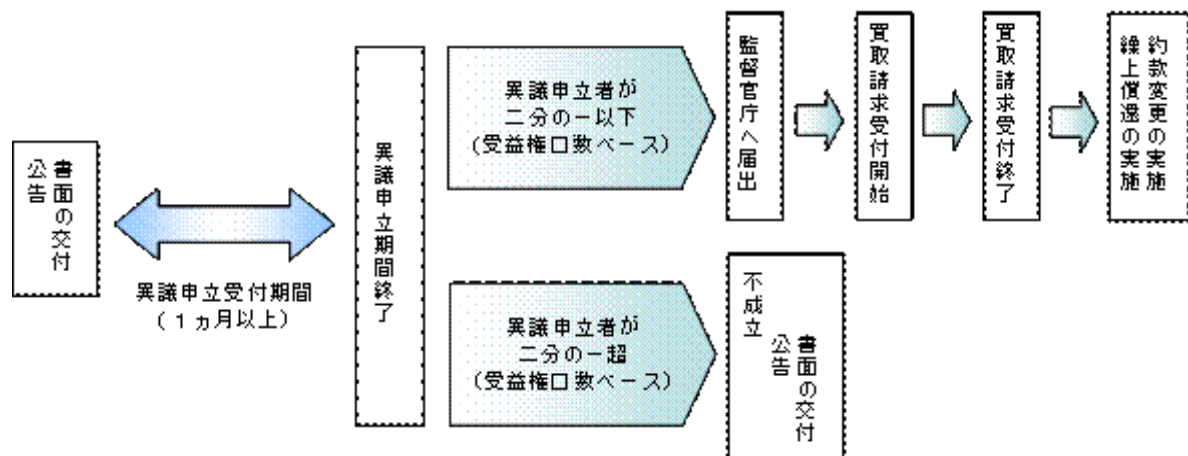 書面の交付
公告
異議申立受付期間
(1ヵ月以上)
異議申立期間終了
異議申立者が
二分の一以下
(受益権口数ベース)
監督官庁へ届出
買取請求受付開始
買取請求受付終了
約款変更の実施
繰上償還の実施
異議申立者が
二分の一超
(受益権口数ベース)
不成立
書面の交付
公告